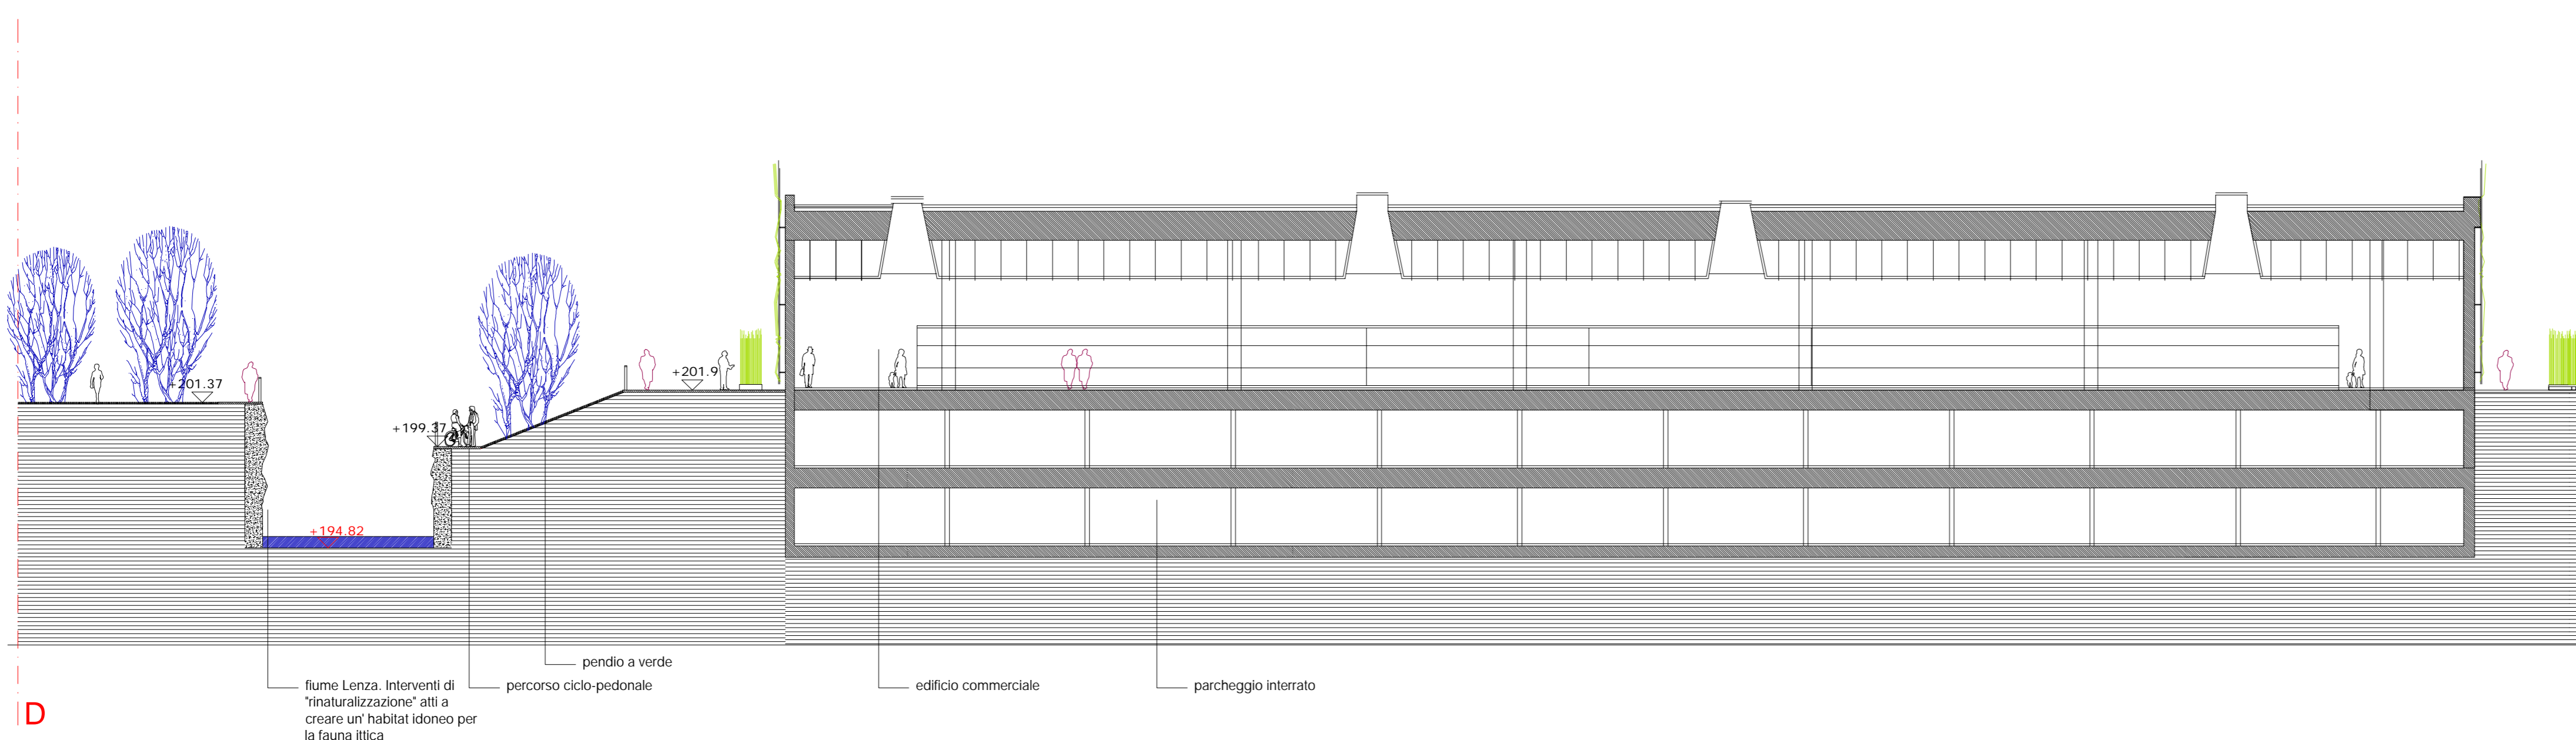 +201.37
+199.37
+201.9
+194.82
pendio a verde
fiume Lenza. Interventi di
"rinaturalizzazione" atti a
creare un' habitat idoneo per
la fauna ittica
percorso ciclo-pedonale
edificio commerciale
parcheggio interrato
D